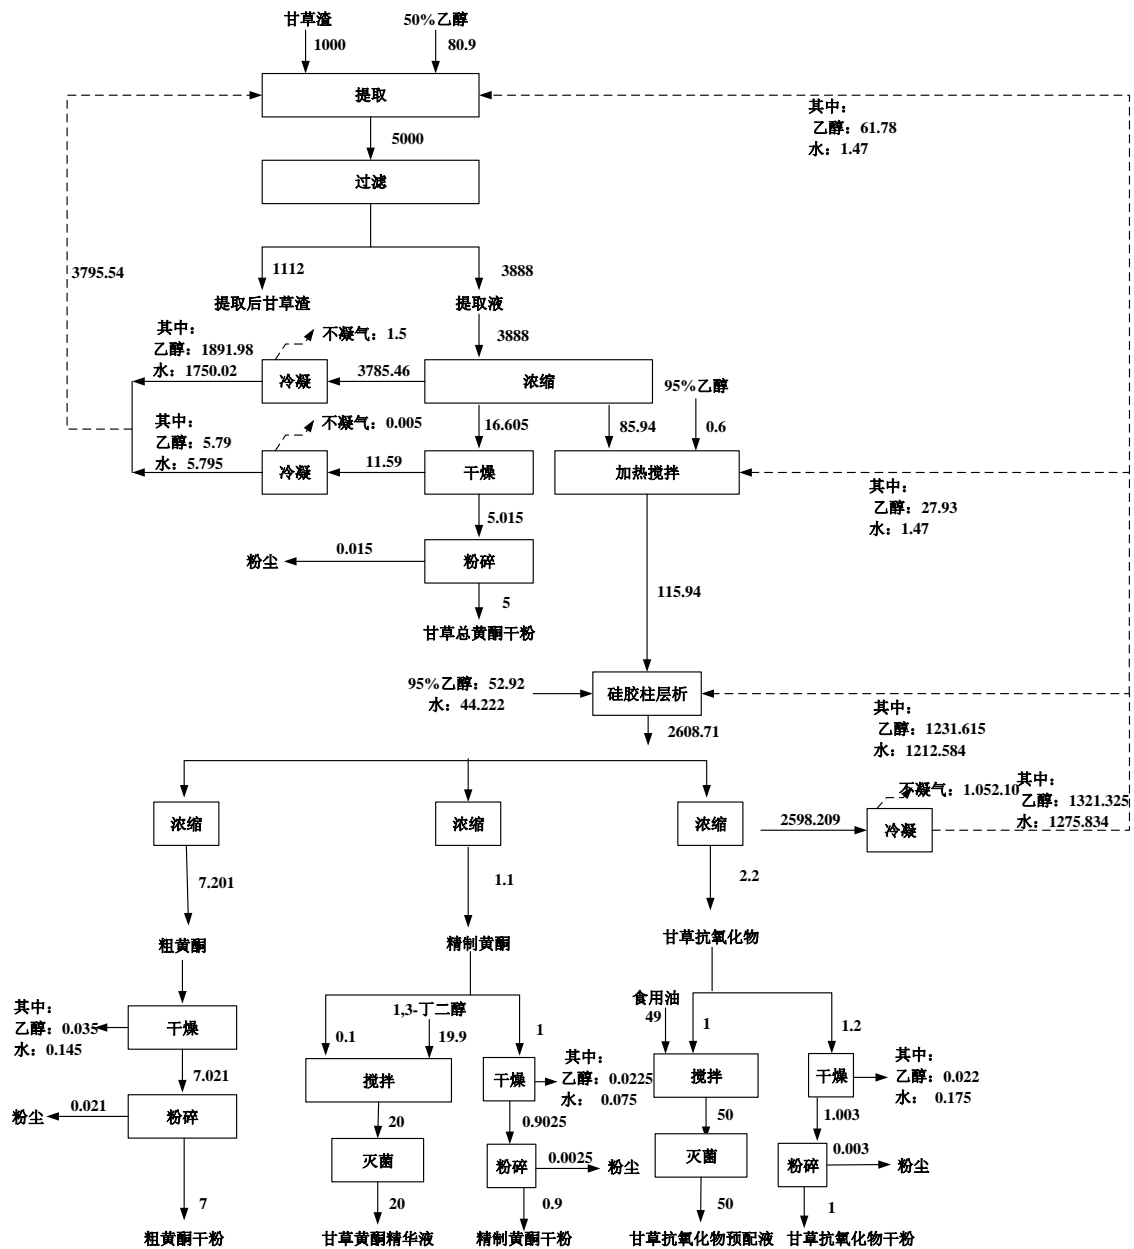 甘草渣
50%乙醇
1000
80.9
提取
其中：
乙醇：61.78
水：1.47
5000
过滤
3795.54
1112
3888
提取后甘草渣
提取液
其中：
乙醇：1891.98
水：1750.02
不凝气：1.5
3888
冷凝
3785.46
浓缩
95%乙醇
其中：
乙醇：5.79
水：5.795
不凝气：0.005
16.605
85.94
0.6
冷凝
11.59
干燥
加热搅拌
其中：
乙醇：27.93
水：1.47
5.015
粉尘
0.015
粉碎
115.94
5
甘草总黄酮干粉
95%乙醇：52.92
水：44.222
硅胶柱层析
其中：
乙醇：1231.615
水：1212.584
2608.71
不凝气：1.052.10
其中：
乙醇：1321.325
水：1275.834
浓缩
浓缩
浓缩
2598.209
冷凝
7.201
1.1
2.2
粗黄酮
精制黄酮
甘草抗氧化物
其中：
乙醇：0.035
水：0.145
干燥
1,3-丁二醇
0.1
19.9
1
食用油
49
1
1.2
搅拌
干燥
其中：
乙醇：0.0225
水： 0.075
搅拌
干燥
其中：
乙醇：0.022
水： 0.175
7.021
粉尘
0.021
粉碎
20
0.9025
50
1.003
灭菌
粉碎
0.0025
粉尘
灭菌
粉碎
0.003
粉尘
7
20
0.9
50
1
粗黄酮干粉
甘草黄酮精华液
精制黄酮干粉
甘草抗氧化物预配液
甘草抗氧化物干粉